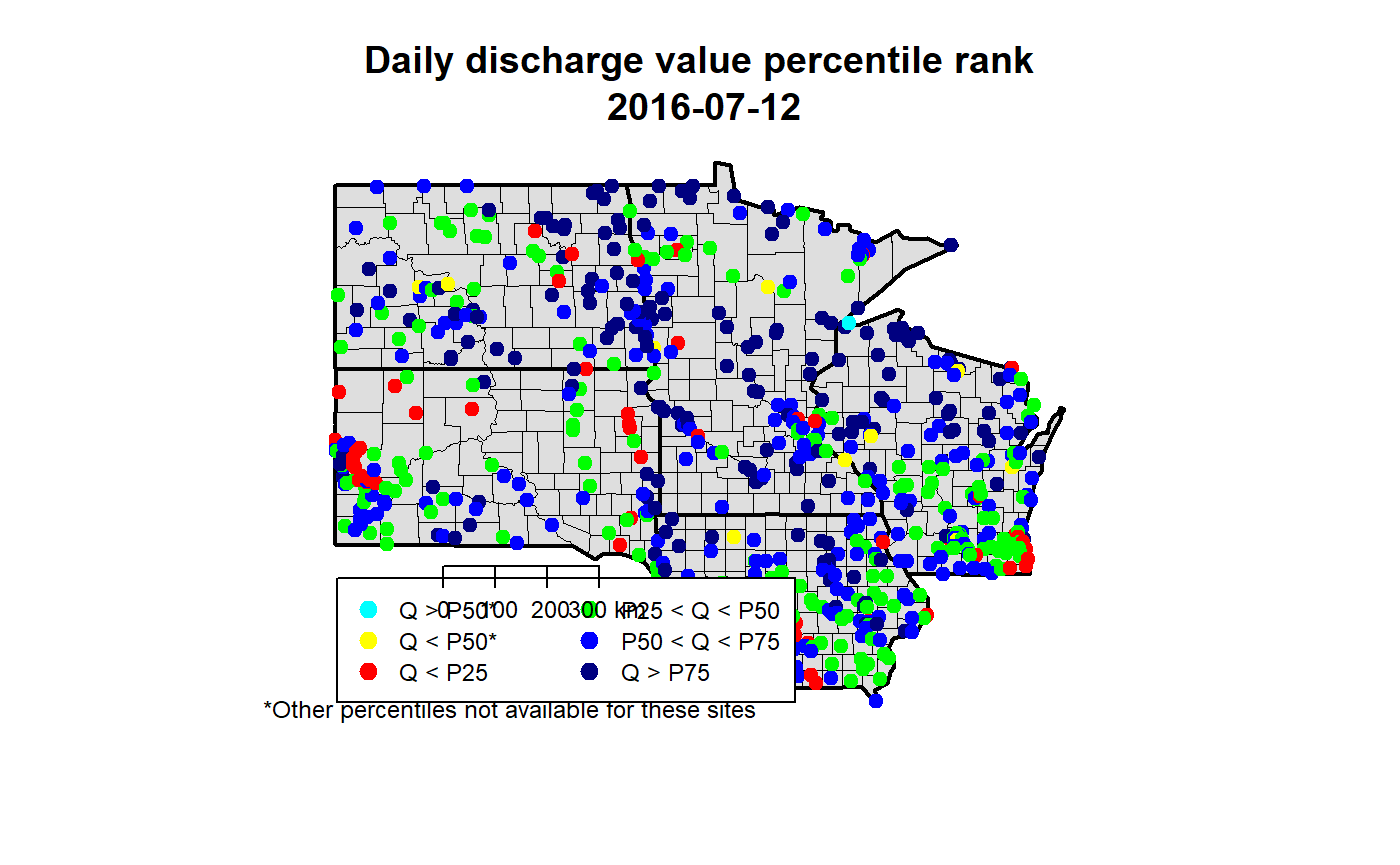 Daily discharge value percentile rank
2016-07-12
0 100 200 300 km
Q > P50* P25 < Q < P50
Q < P50* P50 < Q < P75
Q < P25 Q > P75
*Other percentiles not available for these sites